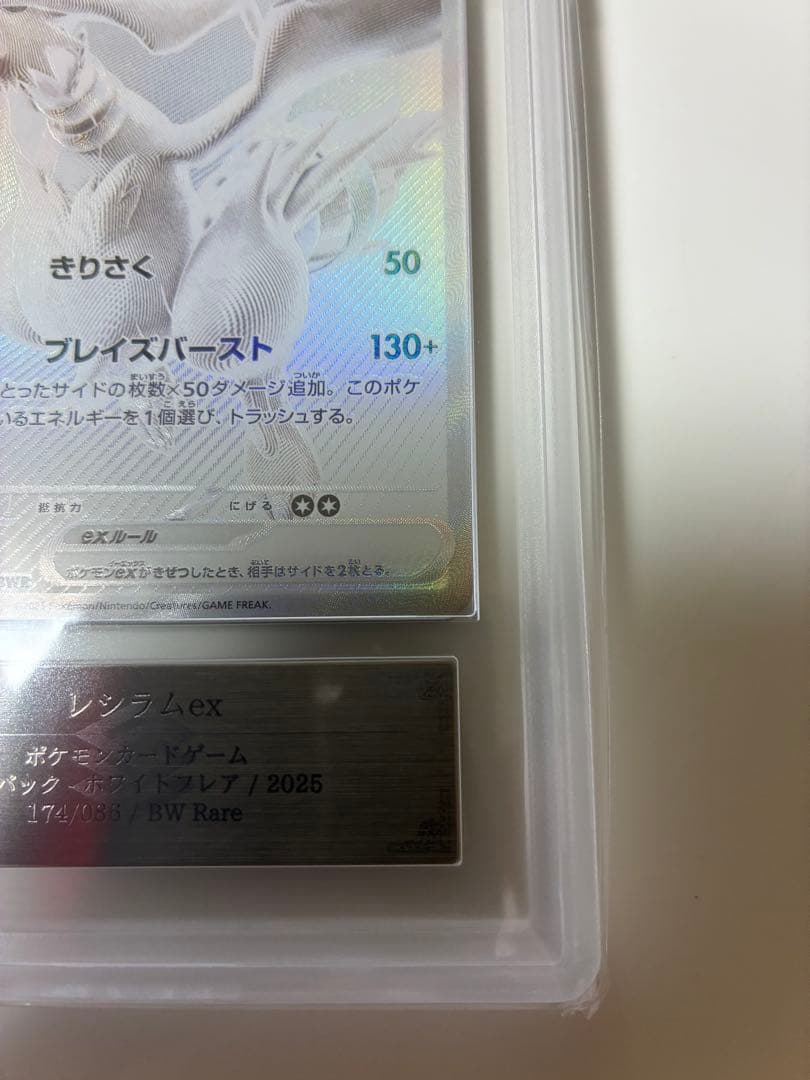 きりさく 50
ブレイズバースト 130+
とったサイドの枚数×50ダメージ追加。このポケ
いるエネルギーを1個選び、トラッシュする。
抵抗力 にげる
exルール
ポケモンexがきぜつしたとき、相手はサイドを2枚とる。
Pokémon/Nintendo/Creatures/GAME FREAK.
レシラムex
ポケモンカードゲーム
パック - ホワイトフレア / 2025
174/086 / BW Rare